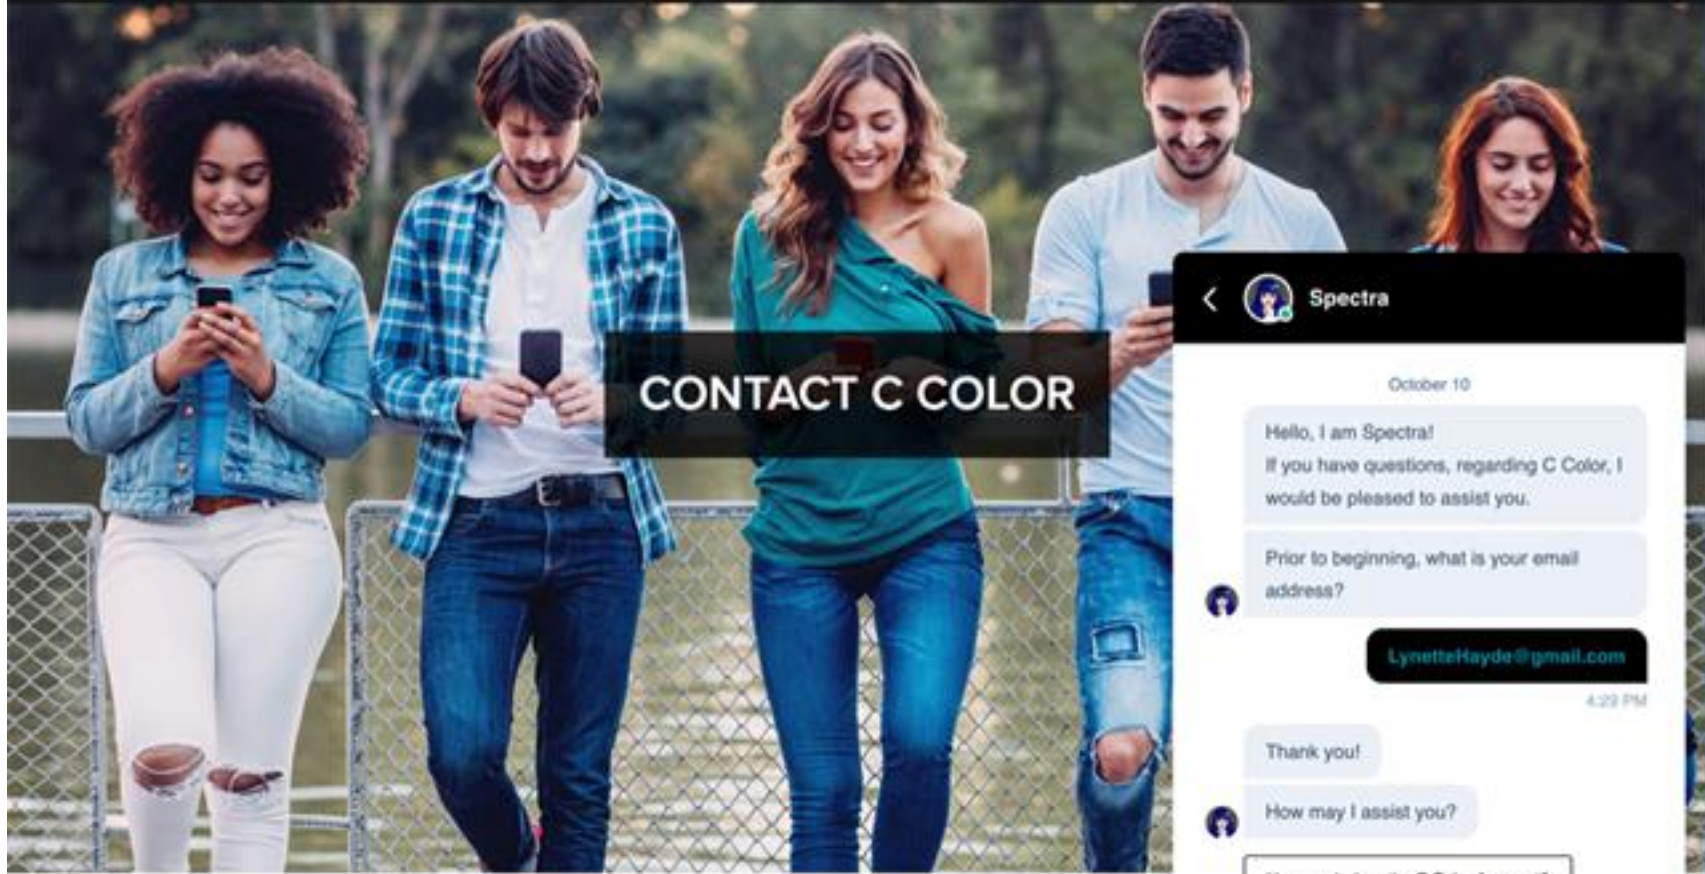 CONTACT C COLOR
Spectra
October 10
Hello, I am Spectra!
If you have questions, regarding C Color, I
would be pleased to assist you.
Prior to beginning, what is your email
address?
LynetteHayde@gmail.com
4:29 PM
Thank you!
How may I assist you?